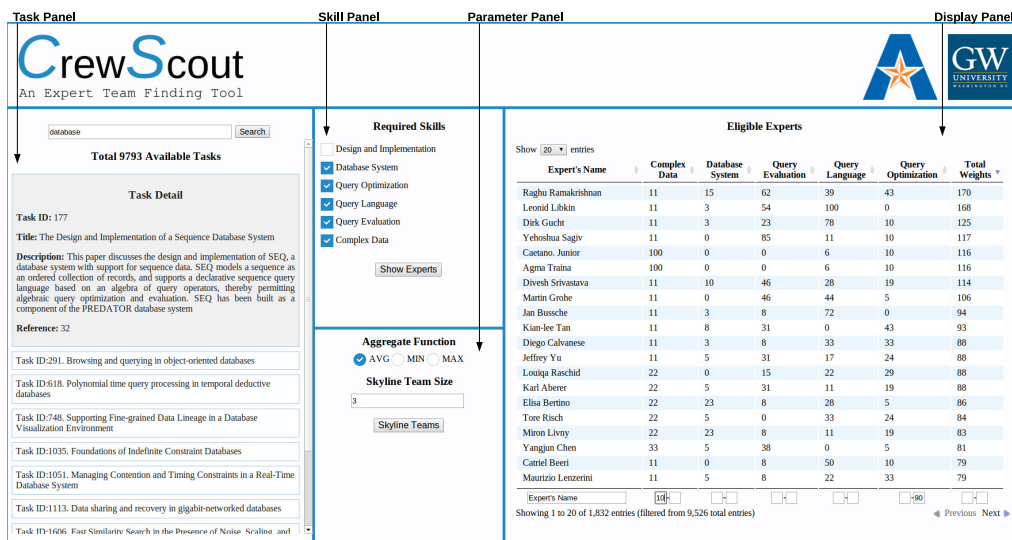 Task Panel Skill Panel Parameter Panel Display Panel
CrewScout
An Expert Team Finding Tool
GW
UNIVERSITY
WASHINGTON DC
database Search
Total 9793 Available Tasks
Task Detail
Task ID: 177
Title: The Design and Implementation of a Sequence Database System
Description: This paper discusses the design and implementation of SEQ, a
database system with support for sequence data. SEQ models a sequence as
an ordered collection of records, and supports a declarative sequence query
language based on an algebra of query operators, thereby permitting
algebraic query optimization and evaluation. SEQ has been built as a
component of the PREDATOR database system
Reference: 32
Task ID:291. Browsing and querying in object-oriented databases
Task ID:618. Polynomial time query processing in temporal deductive
databases
Task ID:748. Supporting Fine-grained Data Lineage in a Database
Visualization Environment
Task ID:1035. Foundations of Indefinite Constraint Databases
Task ID:1051. Managing Contention and Timing Constraints in a Real-Time
Database System
Task ID:1113. Data sharing and recovery in gigabit-networked databases
Task ID:1606. Fast Similarity Search in the Presence of Noise, Scaling, and
Required Skills
Design and Implementation
Database System
Query Optimization
Query Language
Query Evaluation
Complex Data
Show Experts
Aggregate Function
AVG MIN MAX
Skyline Team Size
3
Skyline Teams
Eligible Experts
Show 20 entries
Expert's Name Complex Data Database System Query Evaluation Query Language Query Optimization Total Weights
Raghu Ramakrishnan 11 15 62 39 43 170
Leonid Libkin 11 3 54 100 0 168
Dirk Gucht 11 3 23 78 10 125
Yehoshua Sagiv 11 0 85 11 10 117
Caetano. Junior 100 0 0 6 10 116
Agma Traina 100 0 0 6 10 116
Divesh Srivastava 11 10 46 28 19 114
Martin Grohe 11 0 46 44 5 106
Jan Bussche 11 3 8 72 0 94
Kian-lee Tan 11 8 31 0 43 93
Diego Calvanese 11 3 8 33 33 88
Jeffrey Yu 11 5 31 17 24 88
Louiqa Raschid 22 0 15 22 29 88
Karl Aberer 22 5 31 11 19 88
Elisa Bertino 22 23 8 28 5 86
Tore Risch 22 5 0 33 24 84
Miron Livny 22 23 8 11 19 83
Yangjun Chen 33 5 38 0 5 81
Catriel Beeri 11 0 8 50 10 79
Maurizio Lenzerini 11 5 8 22 33 79
Expert's Name 10- - - - -90 -
Showing 1 to 20 of 1,832 entries (filtered from 9,526 total entries) Previous Next